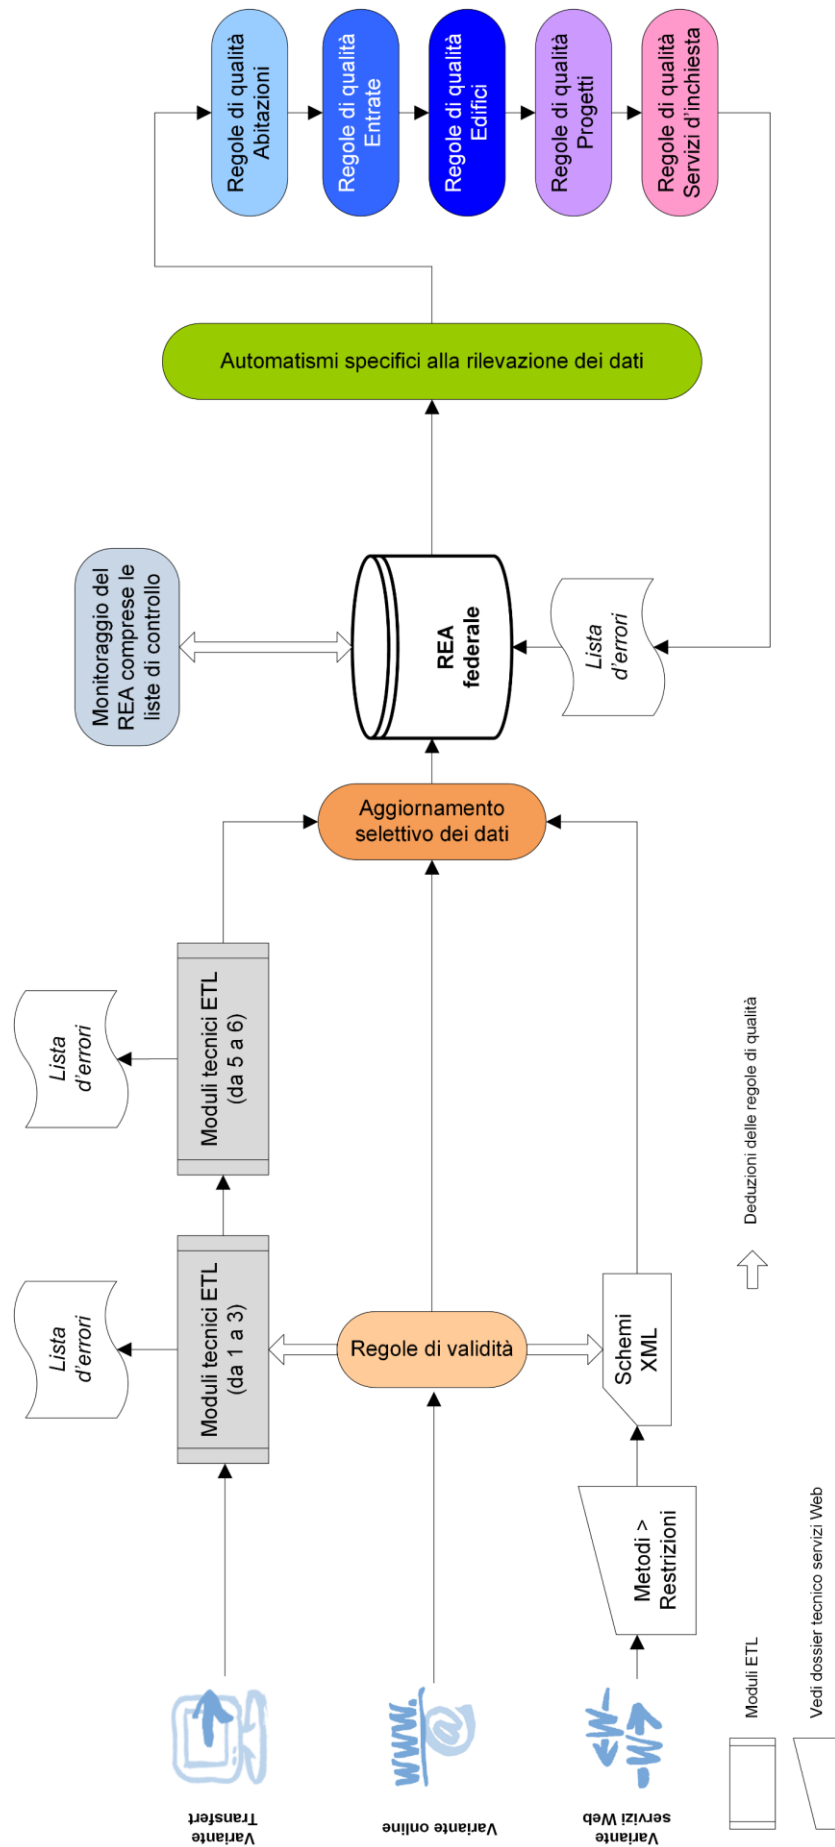 Variante
Transfert
Moduli tecnici ETL
(da 1 a 3)
Lista
d'errori
Moduli tecnici ETL
(da 5 a 6)
Lista
d'errori
Variante online
www.
@
Regole di validità
Aggiornamento
selettivo dei dati
Variante
servizi Web
W
W
Metodi >
Restrizioni
Schemi
XML
Monitoraggio del
REA comprese le
liste di controllo
REA
federale
Lista
d'errori
Automatismi specifici alla rilevazione dei dati
Regole di qualità
Abitazioni
Regole di qualità
Entrate
Regole di qualità
Edifici
Regole di qualità
Progetti
Regole di qualità
Servizi d'inchiesta
Moduli ETL
Deduzioni delle regole di qualità
Vedi dossier tecnico servizi Web